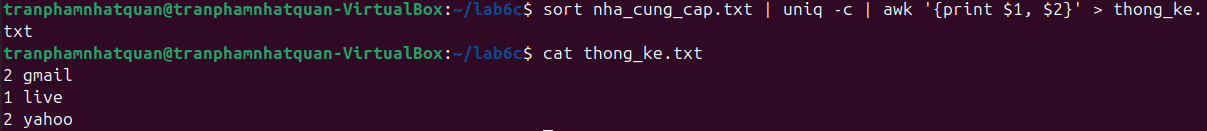 tranphamnhatquan@tranphamnhatquan-VirtualBox:~/lab6c$ sort nha_cung_cap.txt | uniq -c | awk '{print $1, $2}' > thong_ke.
txt
tranphamnhatquan@tranphamnhatquan-VirtualBox:~/lab6c$ cat thong_ke.txt
2 gmail
1 live
2 yahoo